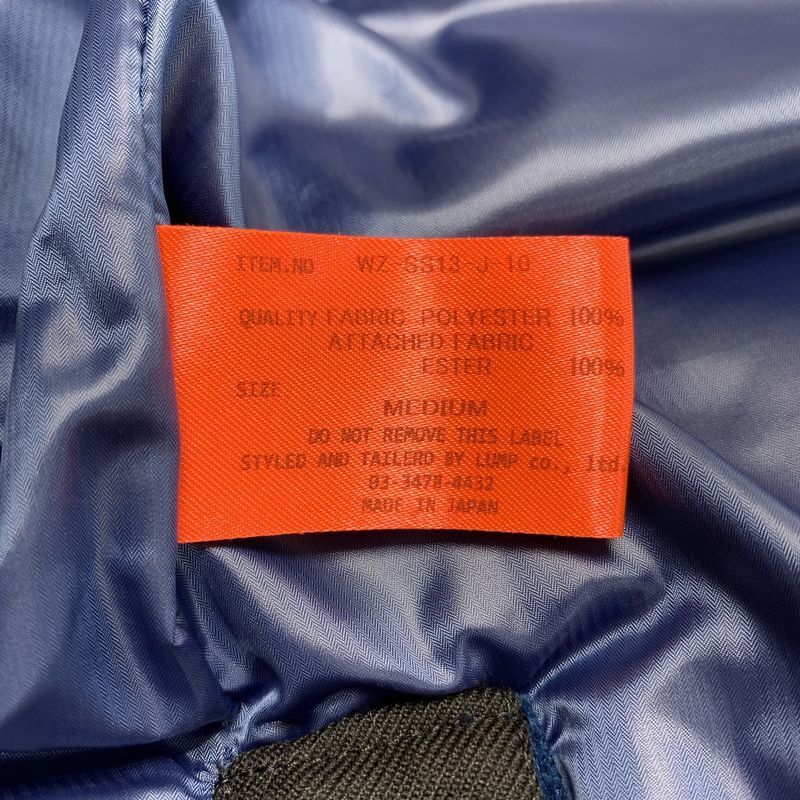 ITEM.NO WZ-SS13-J-10
QUALITY FABRIC POLYESTER 100%
ATTACHED FABRIC
ESTER 100%
SIZE
MEDIUM
DO NOT REMOVE THIS LABEL
STYLED AND TAILERD BY LUMP co., ltd.
03-3478-4432
MADE IN JAPAN